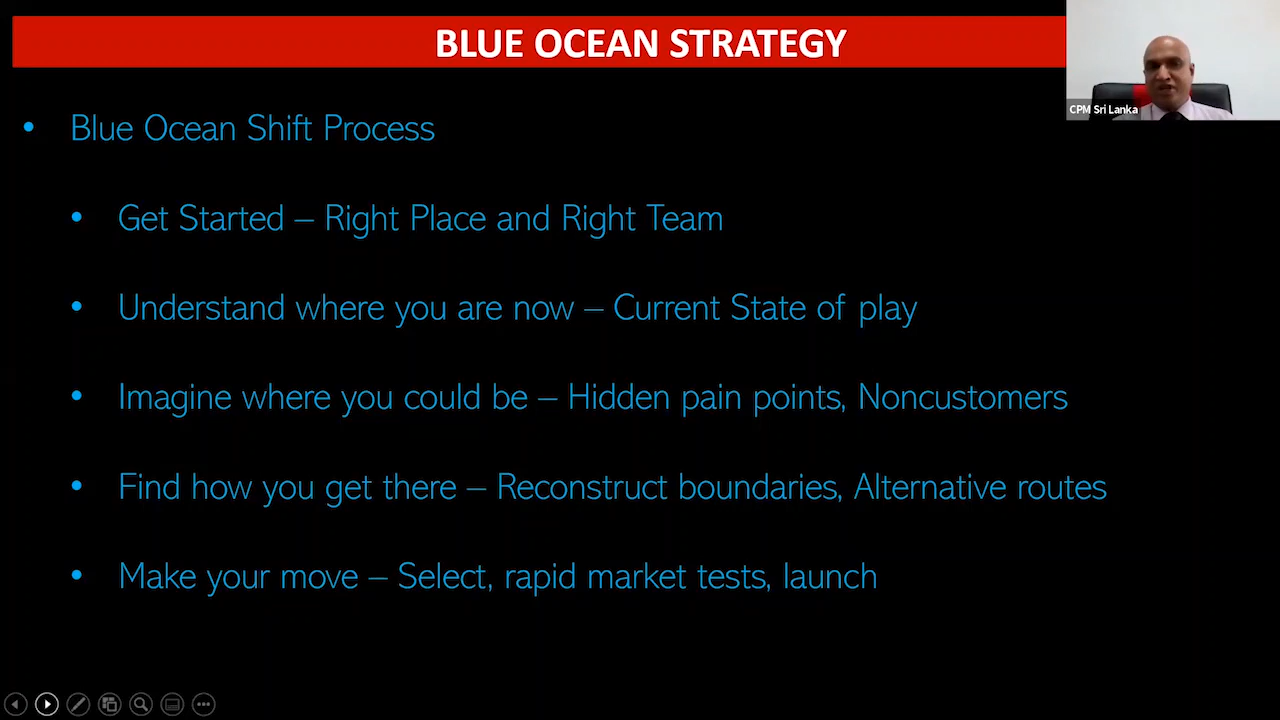 BLUE OCEAN STRATEGY
CPM Sri Lanka
• Blue Ocean Shift Process
• Get Started – Right Place and Right Team
• Understand where you are now – Current State of play
• Imagine where you could be – Hidden pain points, Noncustomers
• Find how you get there – Reconstruct boundaries, Alternative routes
• Make your move – Select, rapid market tests, launch